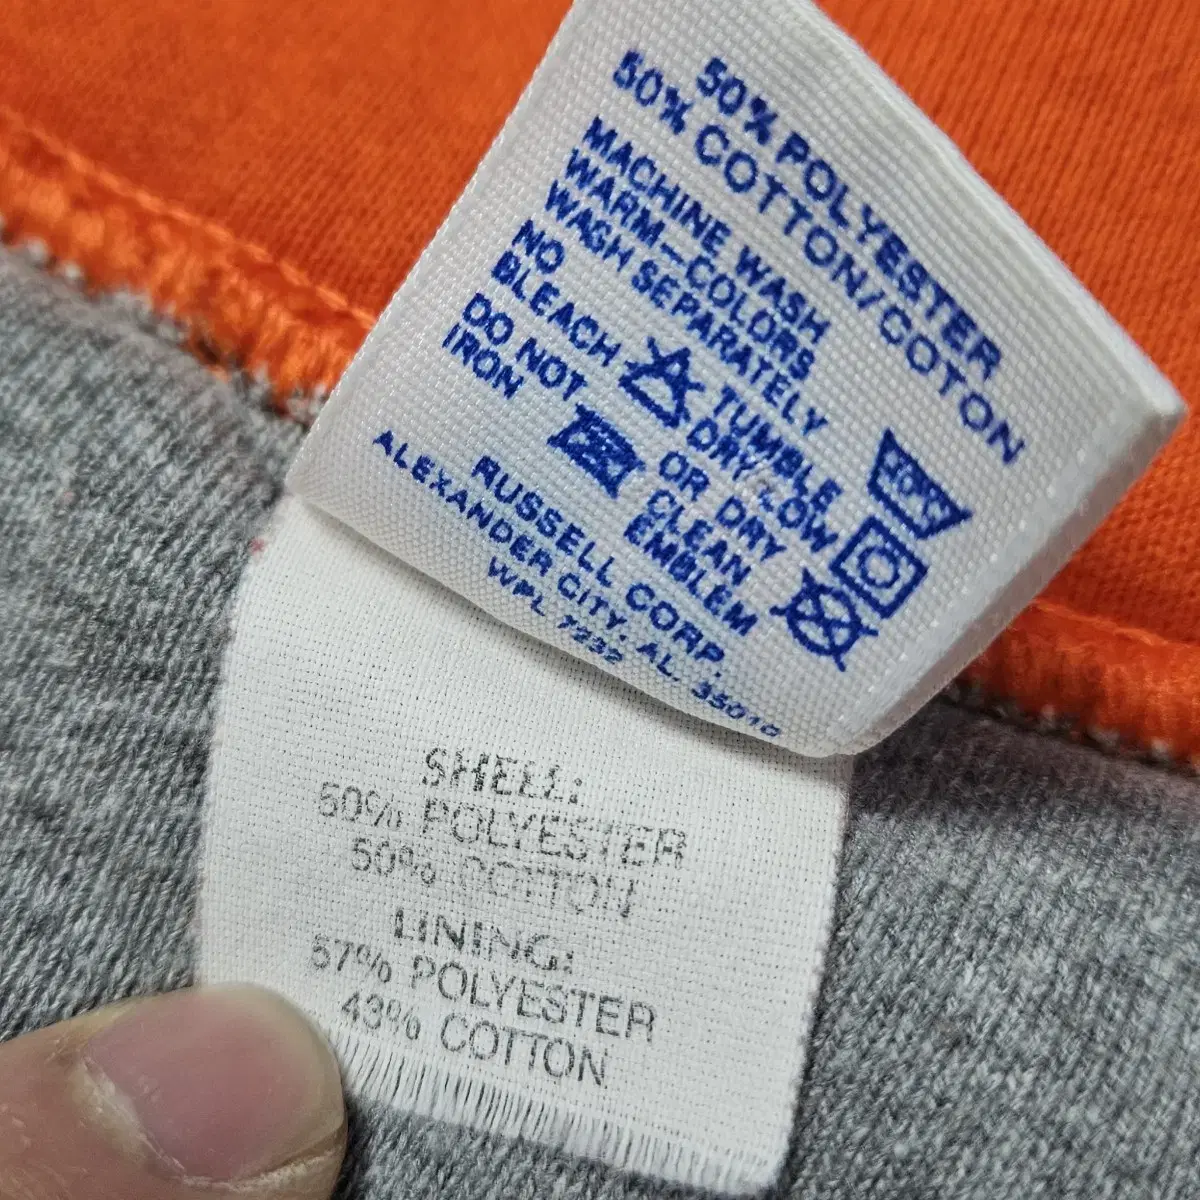 50% POLYESTER
50% COTTON/COTON
MACHINE WASH
WARM-COLORS
WASH SEPARATELY
NO
BLEACH
TUMBLE
DRY LOW
DO NOT
IRON
OR DRY
CLEAN
EMBLEM
RUSSELL CORP.
ALEXANDER CITY, AL. 35010
WPL 7232
SHELL:
50% POLYESTER
50% COTTON
LINING:
57% POLYESTER
43% COTTON